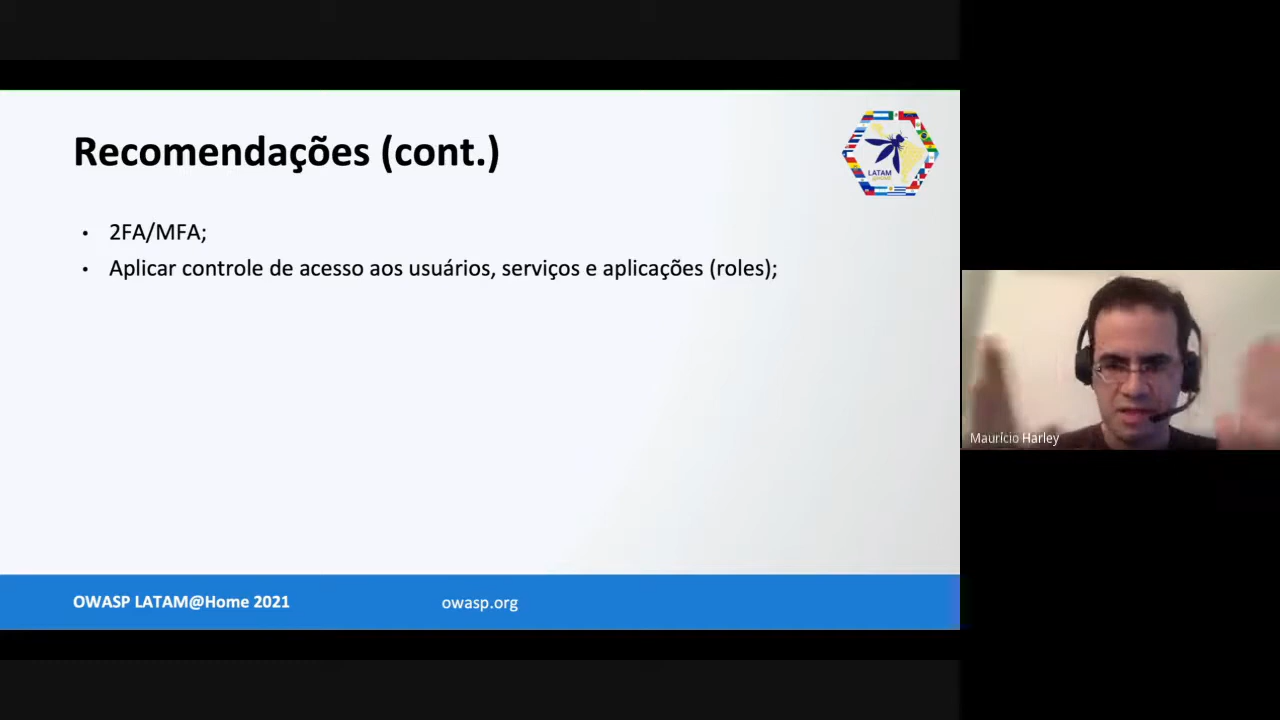 Recomendações (cont.)
LATAM
@HOME
• 2FA/MFA;
• Aplicar controle de acesso aos usuários, serviços e aplicações (roles);
Maurício Harley
OWASP LATAM@Home 2021
owasp.org